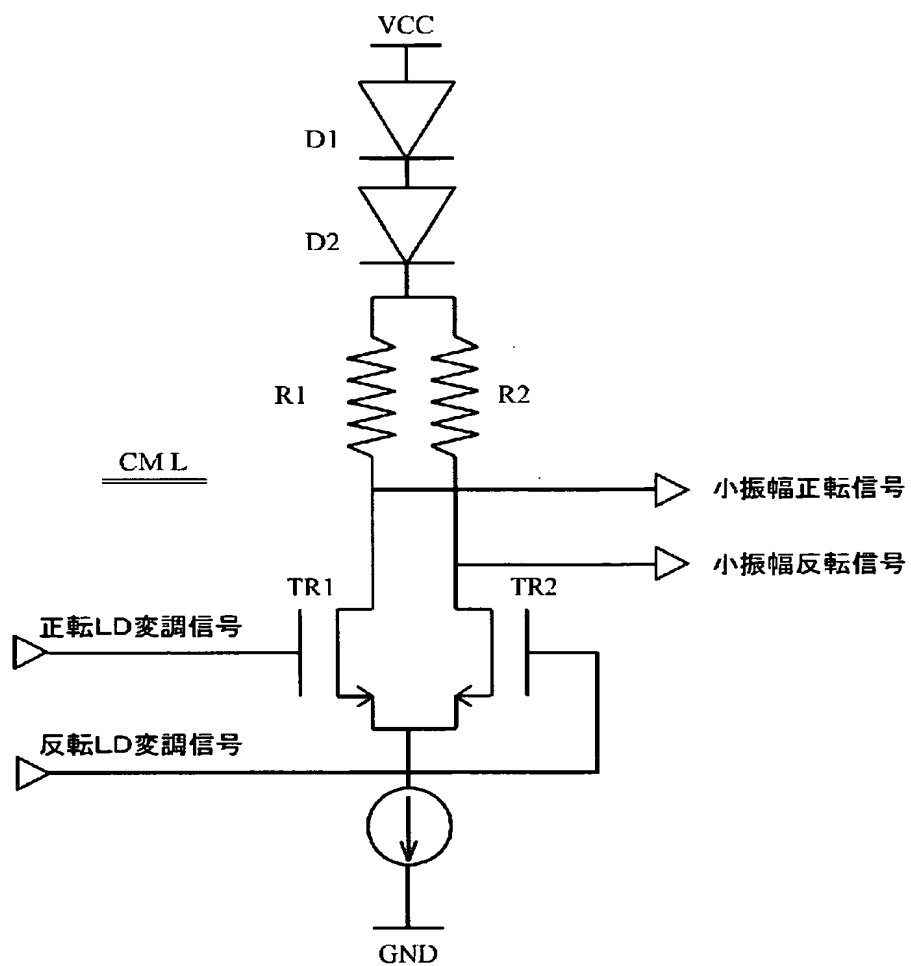 VCC
D1
D2
R1
R2
CML
小振幅正転信号
小振幅反転信号
TR1
TR2
正転LD変調信号
反転LD変調信号
GND